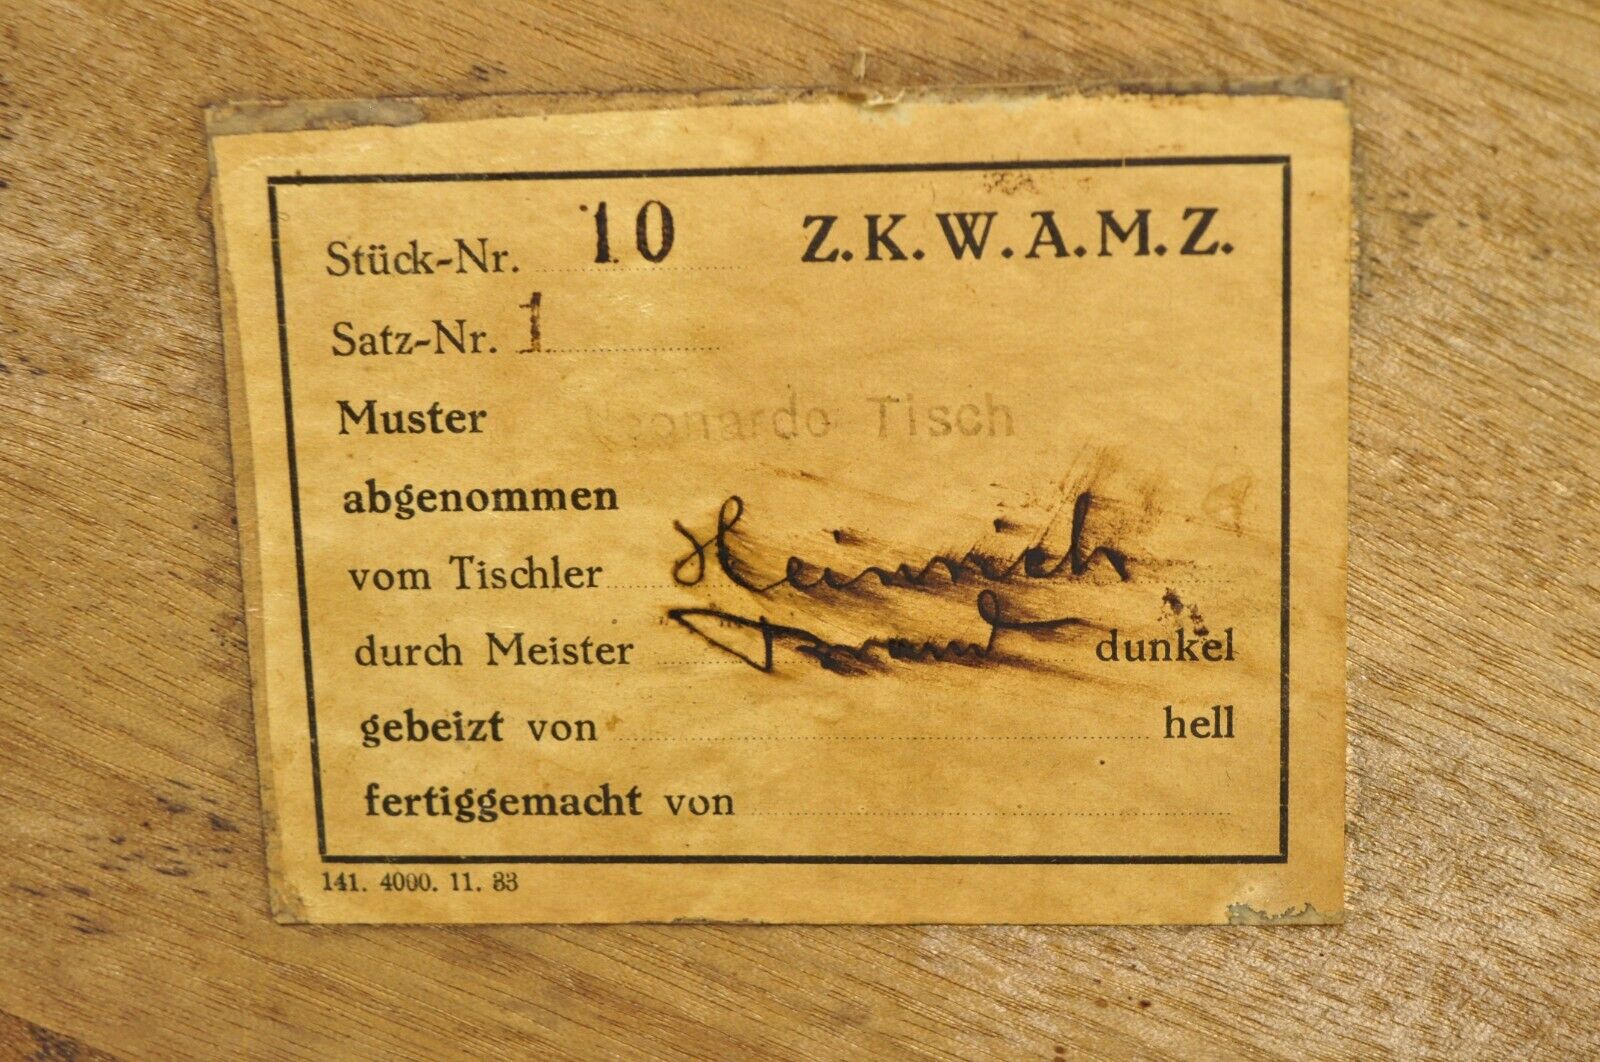 Stück-Nr. 10 Z.K.W.A.M.Z.
Satz-Nr. 1
Muster Leonardo Tisch
abgenommen
vom Tischler Heinrich
durch Meister dunkel
gebeizt von hell
fertiggemacht von
141. 4000. 11. 33